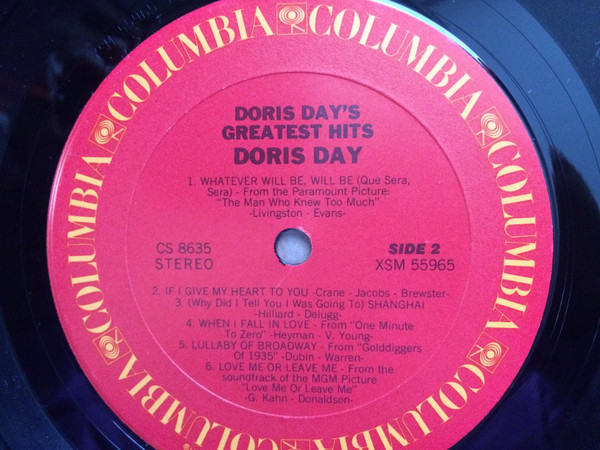 COLUMBIA COLUMBIA COLUMBIA COLUMBIA COLUMBIA COLUMBIA
DORIS DAY'S
GREATEST HITS
DORIS DAY
1. WHATEVER WILL BE, WILL BE (Que Sera,
Sera) - From the Paramount Picture:
"The Man Who Knew Too Much"
-Livingston - Evans-
CS 8635
STEREO
SIDE 2
XSM 55965
2. IF I GIVE MY HEART TO YOU -Crane - Jacobs - Brewster-
3. (Why Did I Tell You I Was Going To) SHANGHAI
-Hilliard - Delugg-
4. WHEN I FALL IN LOVE - From "One Minute
To Zero" -Heyman - V. Young-
5. LULLABY OF BROADWAY - From "Golddiggers
Of 1935" -Dubin - Warren-
6. LOVE ME OR LEAVE ME - From the
soundtrack of the MGM Picture
"Love Me Or Leave Me"
-G. Kahn - Donaldson-